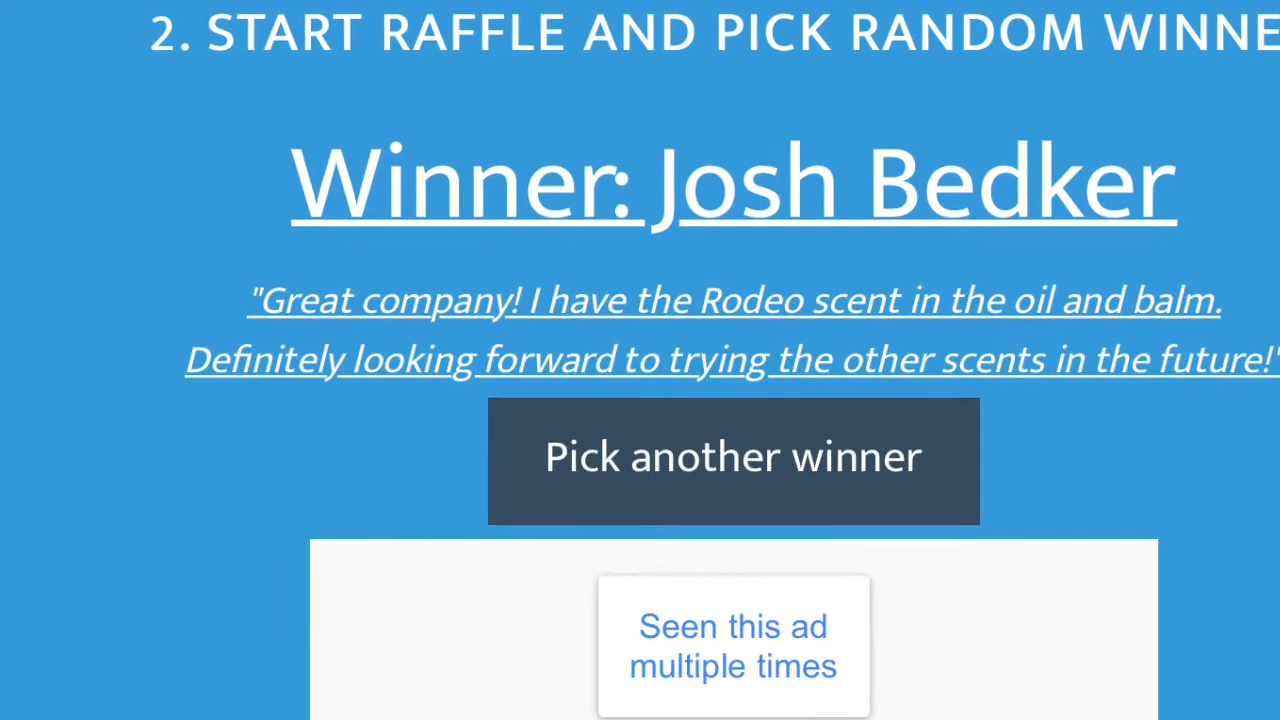 2. START RAFFLE AND PICK RANDOM WINNE
Winner: Josh Bedker
"Great company! I have the Rodeo scent in the oil and balm.
Definitely looking forward to trying the other scents in the future!"
Pick another winner
Seen this ad
multiple times